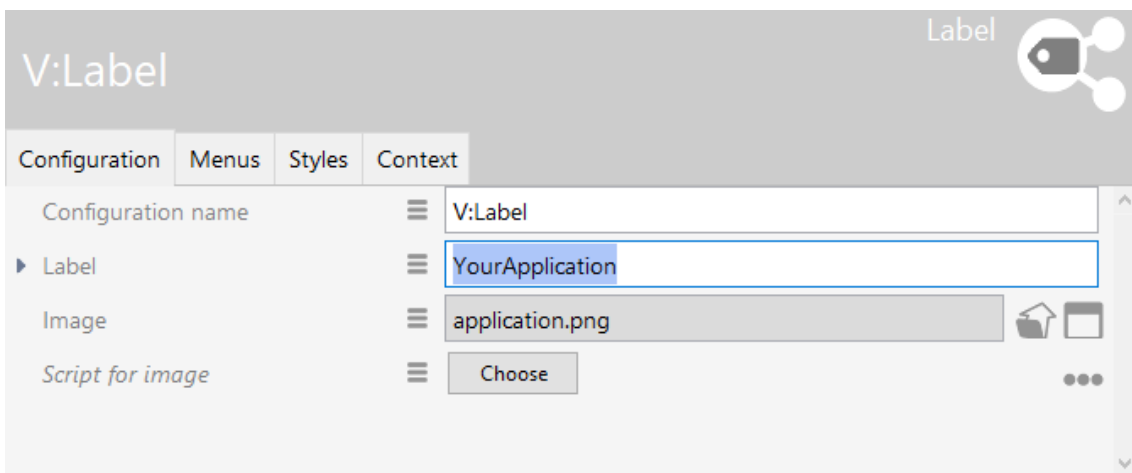 Label
V:Label
Configuration Menus Styles Context
Configuration name V:Label
Label YourApplication
Image application.png
Script for image Choose